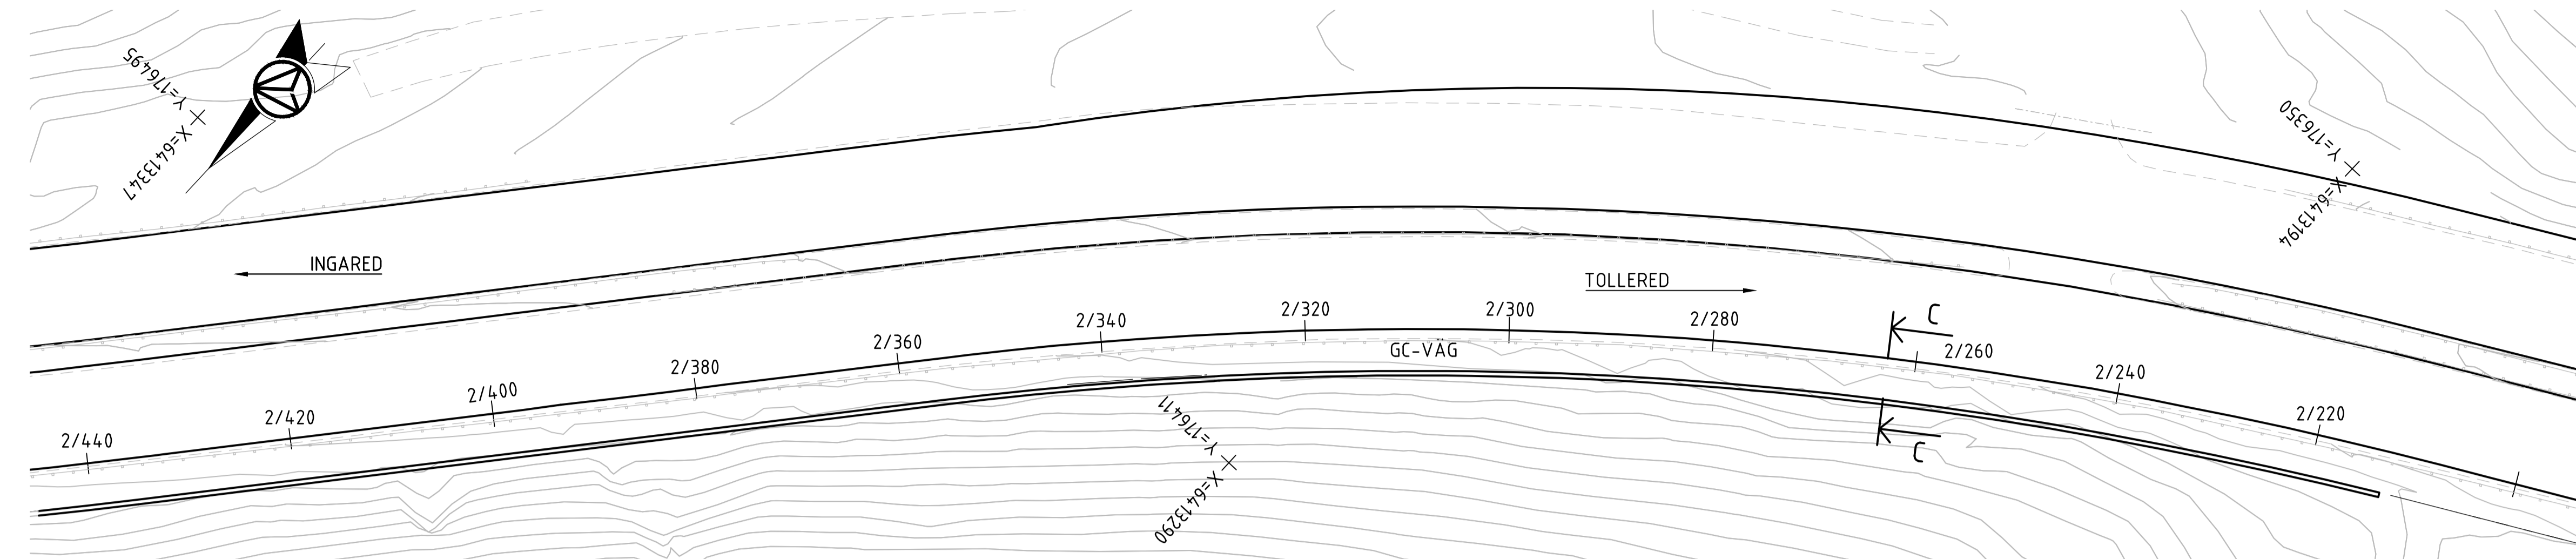 Y=176495
X=6413347
INGARED
2/440
2/420
2/400
2/380
2/360
2/340
2/320
2/300
2/280
2/260
2/240
2/220
GC-VÄG
TOLLERED
C
C
Y=176411
X=6413290
Y=176350
X=6413194